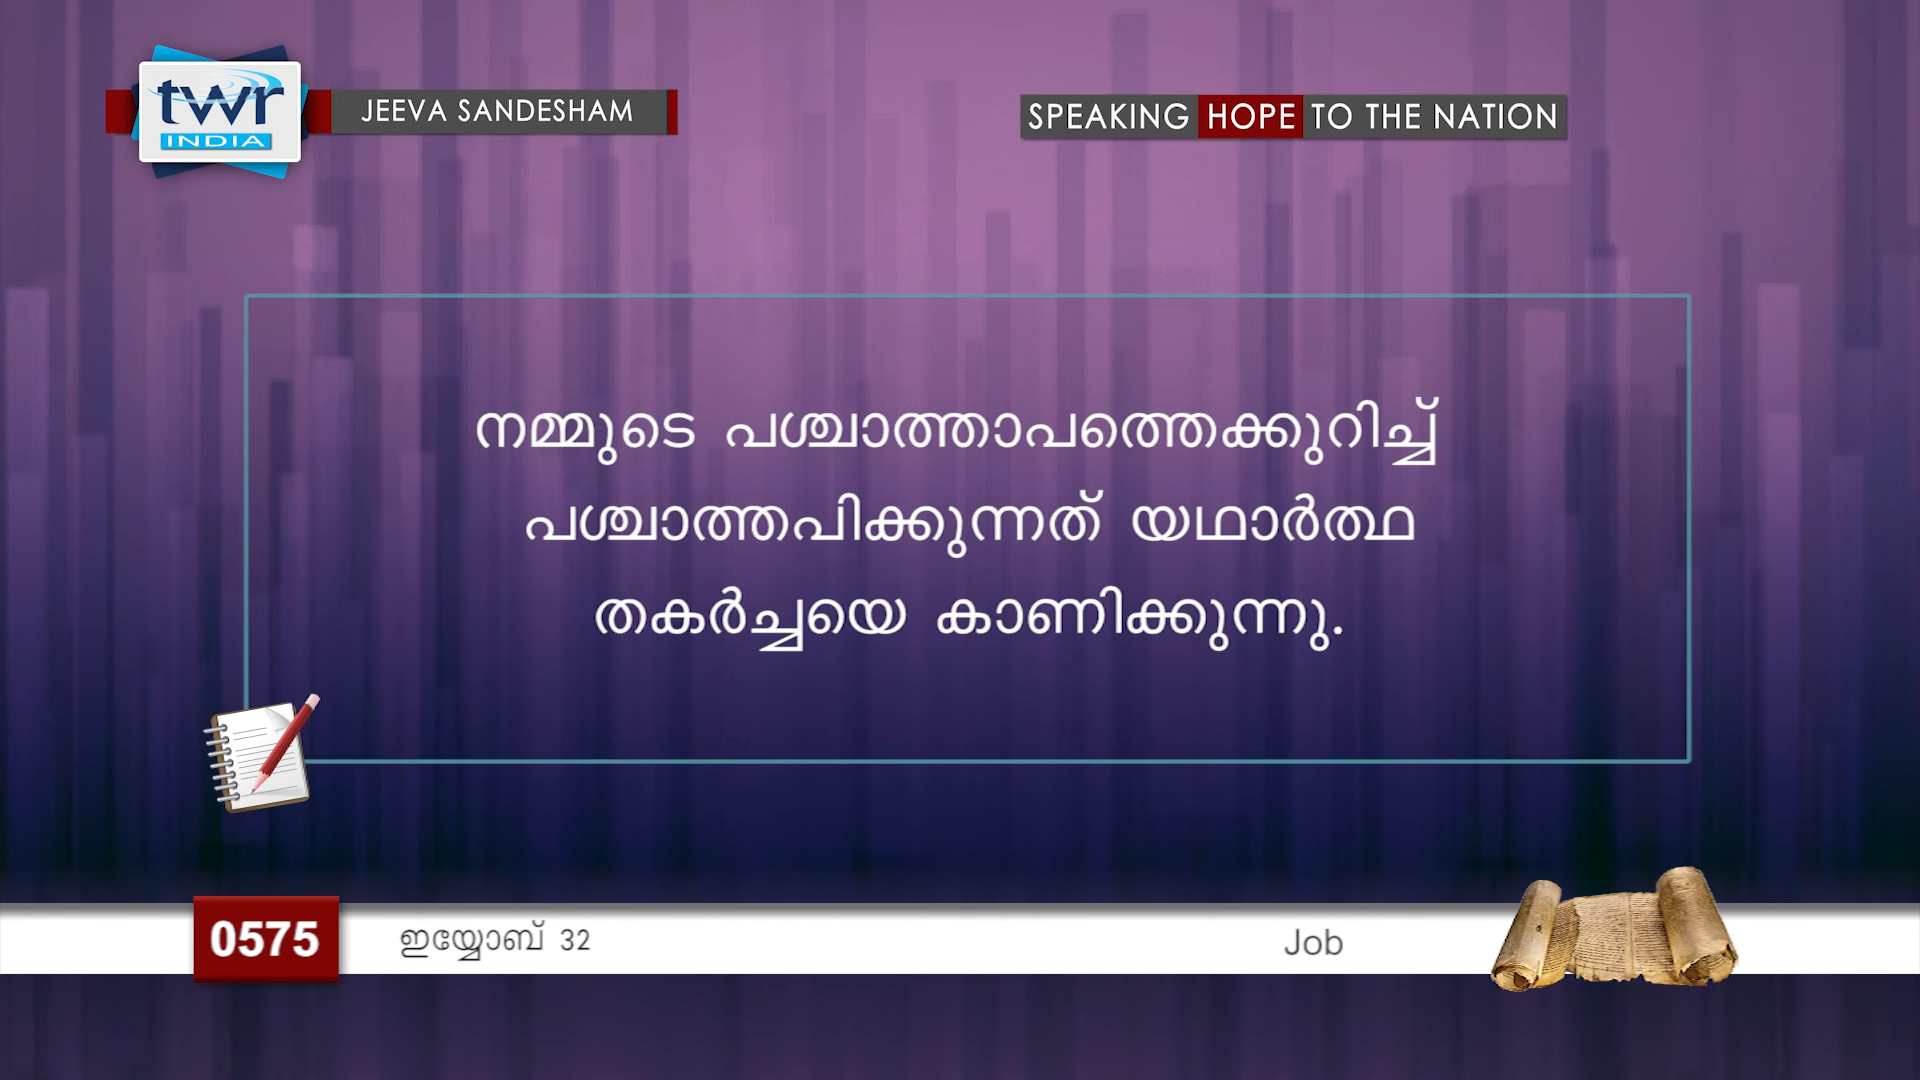 twr
INDIA
JEEVA SANDESHAM
SPEAKING HOPE TO THE NATION
നമ്മുടെ പശ്ചാത്താപത്തെക്കുറിച്ച്
പശ്ചാത്തപിക്കുന്നത് യഥാർത്ഥ
തകർച്ചയെ കാണിക്കുന്നു.
0575
ഇയ്യോബ് 32
Job